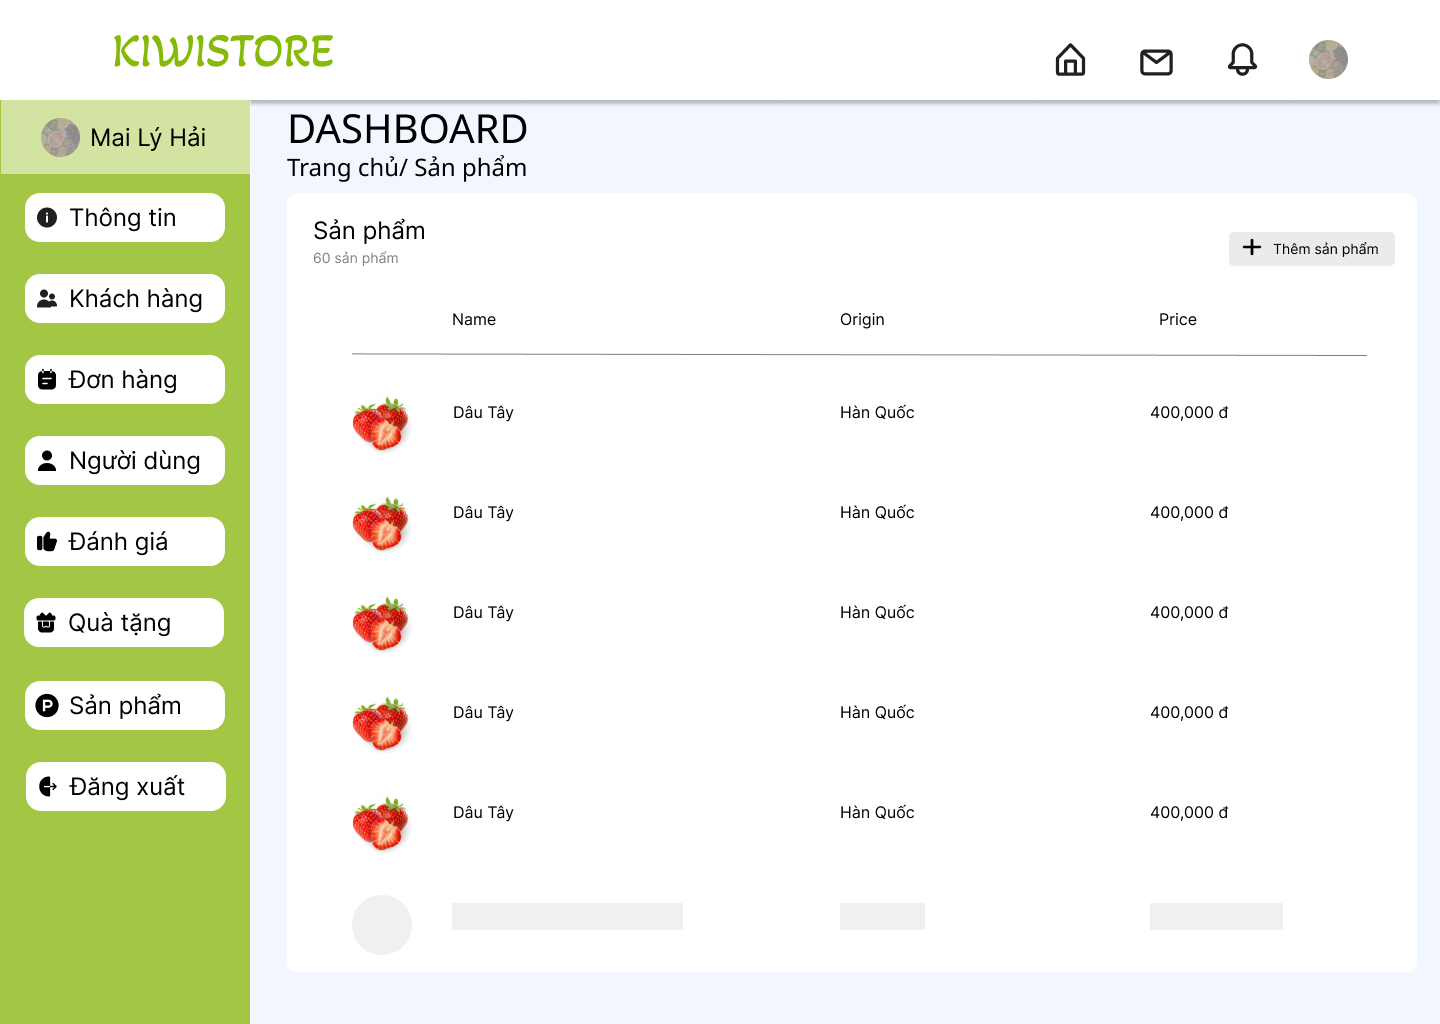 KIWISTORE
Mai Lý Hải
Thông tin
Khách hàng
Đơn hàng
Người dùng
Đánh giá
Quà tặng
Sản phẩm
Đăng xuất
DASHBOARD
Trang chủ/ Sản phẩm
Sản phẩm
60 sản phẩm
Thêm sản phẩm
Name Origin Price
Dâu Tây Hàn Quốc 400,000 đ
Dâu Tây Hàn Quốc 400,000 đ
Dâu Tây Hàn Quốc 400,000 đ
Dâu Tây Hàn Quốc 400,000 đ
Dâu Tây Hàn Quốc 400,000 đ